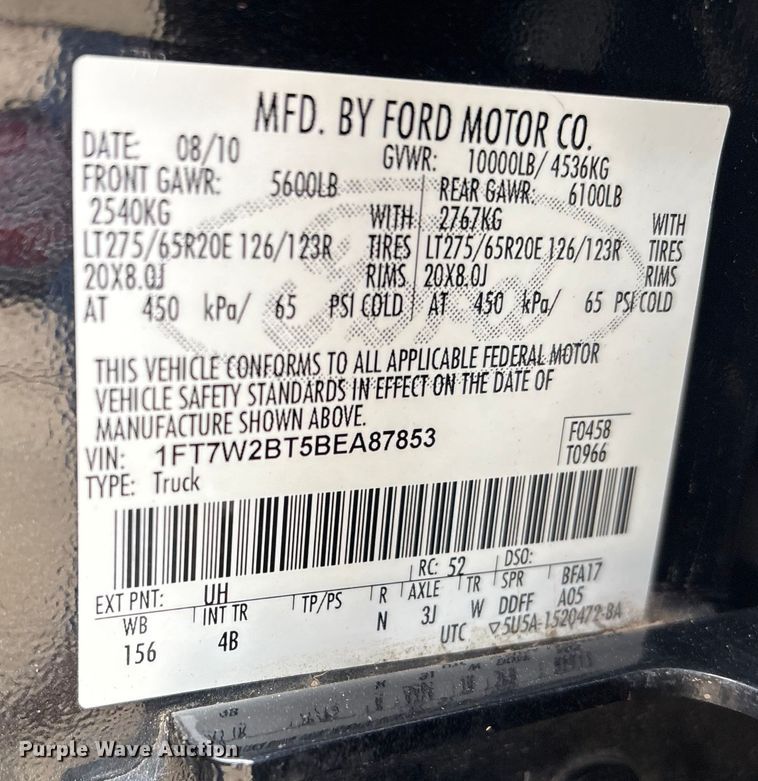 MFD. BY FORD MOTOR CO.
DATE: 08/10 GVWR: 10000LB/ 4536KG
FRONT GAWR: 5600LB REAR GAWR: 6100LB
2540KG WITH 2767KG WITH
LT275/65R20E 126/123R TIRES LT275/65R20E 126/123R TIRES
20X8.0J RIMS 20X8.0J RIMS
AT 450 kPa/ 65 PSI COLD AT 450 kPa/ 65 PSI COLD
THIS VEHICLE CONFORMS TO ALL APPLICABLE FEDERAL MOTOR
VEHICLE SAFETY STANDARDS IN EFFECT ON THE DATE OF
MANUFACTURE SHOWN ABOVE.
VIN: 1FT7W2BT5BEA87853 F0458
TYPE: Truck T0966
EXT PNT: UH RC: 52 DSO:
WB INT TR TP/PS R AXLE TR SPR BFA17
156 4B N 3J W DDFF A05
UTC ▽5U5A-1520472-BA
Purple Wave Auction